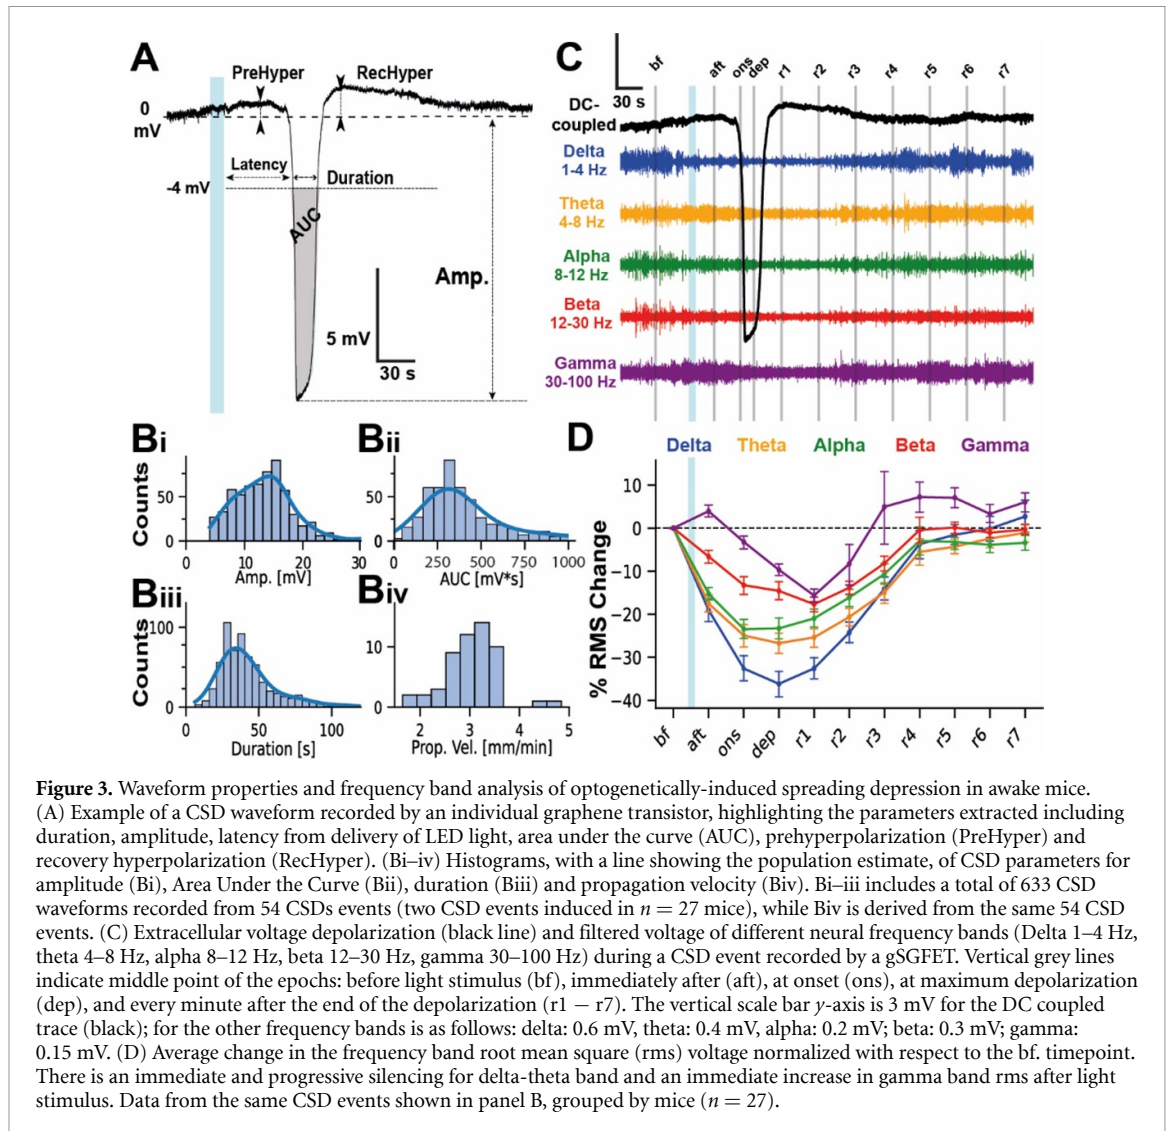 A
PreHyper
RecHyper
0
mV
Latency
Duration
-4 mV
AUC
Amp.
5 mV
30 s
C
30 s
bf
aft
ons
dep
r1
r2
r3
r4
r5
r6
r7
DC-
coupled
Delta
1-4 Hz
Theta
4-8 Hz
Alpha
8-12 Hz
Beta
12-30 Hz
Gamma
30-100 Hz
Bi
Counts
50
0
0 10 20 30
Amp. [mV]
Bii
50
0
0 250 500 750 1000
AUC [mV*s]
Biii
Counts
100
0
0 50 100
Duration [s]
Biv
10
0
2 3 4 5
Prop. Vel. [mm/min]
D
Delta Theta Alpha Beta Gamma
% RMS Change
10
0
−10
−20
−30
−40
bf aft ons dep r1 r2 r3 r4 r5 r6 r7
Figure 3. Waveform properties and frequency band analysis of optogenetically-induced spreading depression in awake mice.
(A) Example of a CSD waveform recorded by an individual graphene transistor, highlighting the parameters extracted including
duration, amplitude, latency from delivery of LED light, area under the curve (AUC), prehyperpolarization (PreHyper) and
recovery hyperpolarization (RecHyper). (Bi–iv) Histograms, with a line showing the population estimate, of CSD parameters for
amplitude (Bi), Area Under the Curve (Bii), duration (Biii) and propagation velocity (Biv). Bi–iii includes a total of 633 CSD
waveforms recorded from 54 CSDs events (two CSD events induced in n = 27 mice), while Biv is derived from the same 54 CSD
events. (C) Extracellular voltage depolarization (black line) and filtered voltage of different neural frequency bands (Delta 1–4 Hz,
theta 4–8 Hz, alpha 8–12 Hz, beta 12–30 Hz, gamma 30–100 Hz) during a CSD event recorded by a gSGFET. Vertical grey lines
indicate middle point of the epochs: before light stimulus (bf), immediately after (aft), at onset (ons), at maximum depolarization
(dep), and every minute after the end of the depolarization (r1 − r7). The vertical scale bar y-axis is 3 mV for the DC coupled
trace (black); for the other frequency bands is as follows: delta: 0.6 mV, theta: 0.4 mV, alpha: 0.2 mV; beta: 0.3 mV; gamma:
0.15 mV. (D) Average change in the frequency band root mean square (rms) voltage normalized with respect to the bf. timepoint.
There is an immediate and progressive silencing for delta-theta band and an immediate increase in gamma band rms after light
stimulus. Data from the same CSD events shown in panel B, grouped by mice (n = 27).